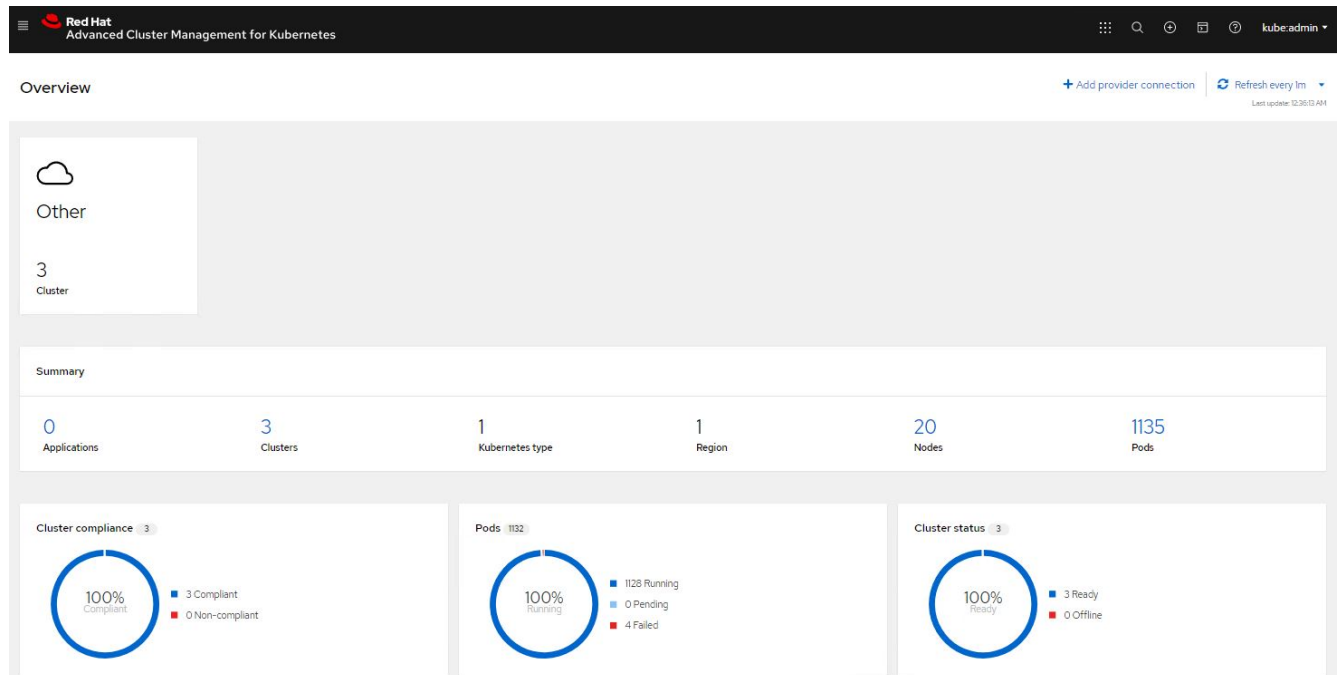 Red Hat
Advanced Cluster Management for Kubernetes
kube:admin
Overview
Add provider connection
Refresh every 1m
Last update: 12:36:13 AM
Other
3
Cluster
Summary
0 3 1 1 20 1135
Applications Clusters Kubernetes type Region Nodes Pods
Cluster compliance 3
100%
Compliant
3 Compliant
0 Non-compliant
Pods 1132
100%
Running
1128 Running
0 Pending
4 Failed
Cluster status 3
100%
Ready
3 Ready
0 Offline